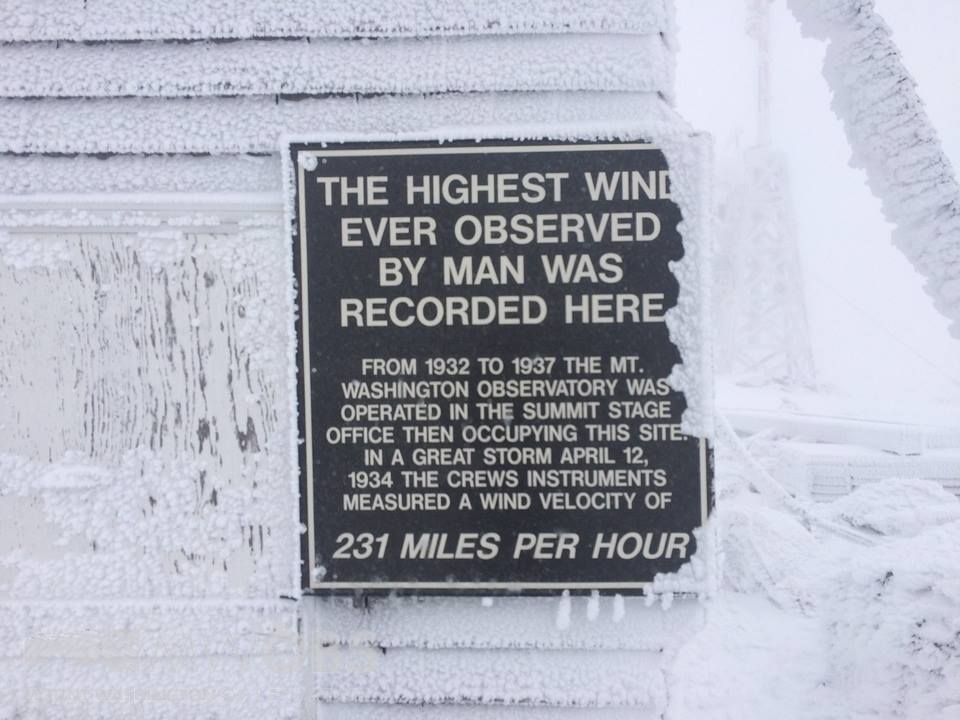 THE HIGHEST WIND
EVER OBSERVED
BY MAN WAS
RECORDED HERE
FROM 1932 TO 1937 THE MT.
WASHINGTON OBSERVATORY WAS
OPERATED IN THE SUMMIT STAGE
OFFICE THEN OCCUPYING THIS SITE.
IN A GREAT STORM APRIL 12,
1934 THE CREWS INSTRUMENTS
MEASURED A WIND VELOCITY OF
231 MILES PER HOUR